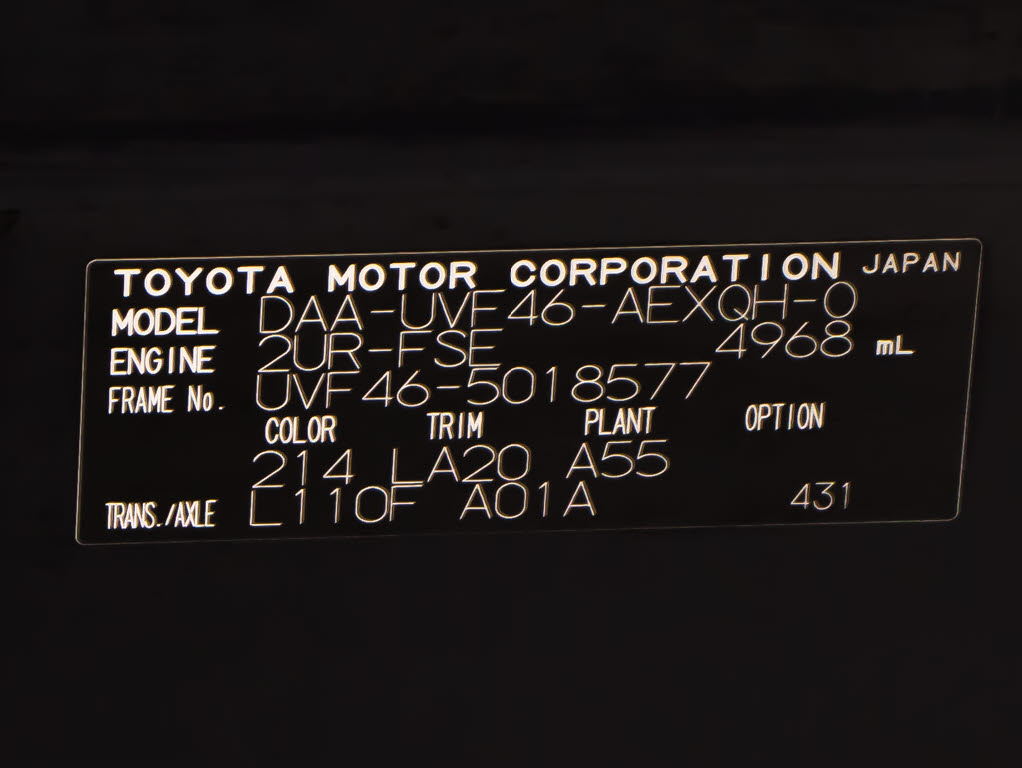 TOYOTA MOTOR CORPORATION JAPAN
MODEL DAA-UVF46-AEXQH-0
ENGINE 2UR-FSE 4968 mL
FRAME No. UVF46-5018577
COLOR TRIM PLANT OPTION
214 LA20 A55
TRANS./AXLE L110F A01A 431